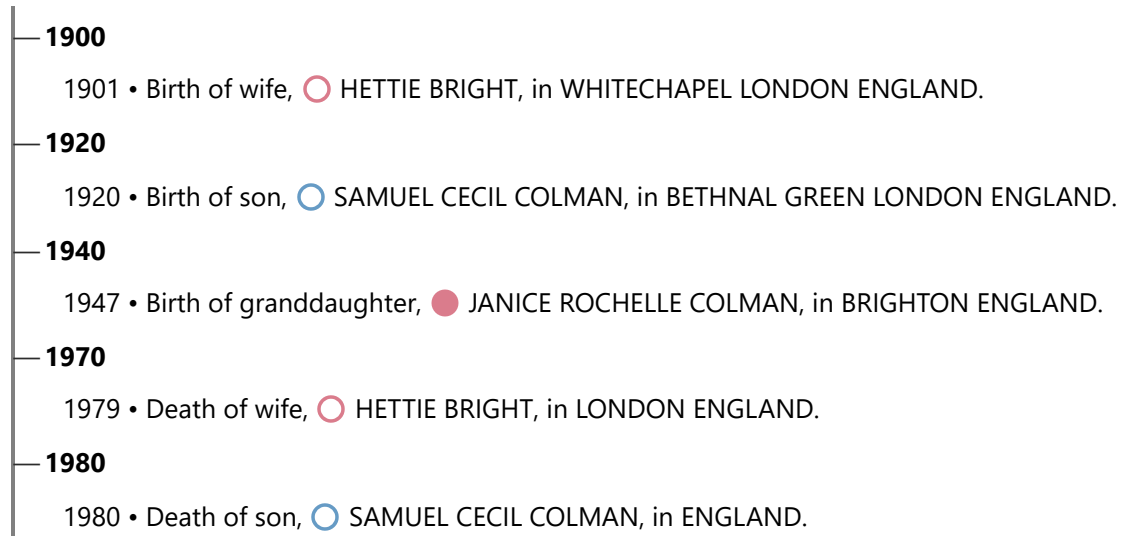 1900
1901 • Birth of wife, HETTIE BRIGHT, in WHITECHAPEL LONDON ENGLAND.
1920
1920 • Birth of son, SAMUEL CECIL COLMAN, in BETHNAL GREEN LONDON ENGLAND.
1940
1947 • Birth of granddaughter, JANICE ROCHELLE COLMAN, in BRIGHTON ENGLAND.
1970
1979 • Death of wife, HETTIE BRIGHT, in LONDON ENGLAND.
1980
1980 • Death of son, SAMUEL CECIL COLMAN, in ENGLAND.